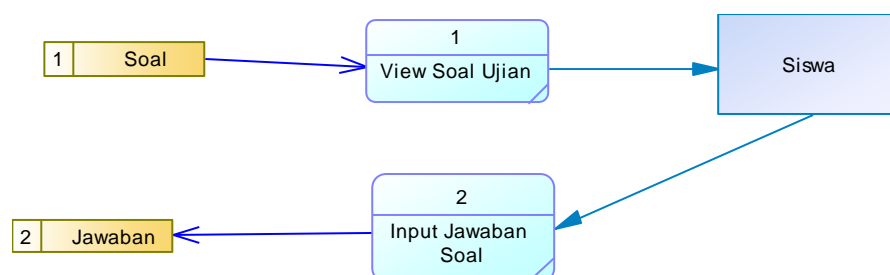 1
1 Soal
View Soal Ujian
Siswa
2
Input Jawaban
Soal
2 Jawaban